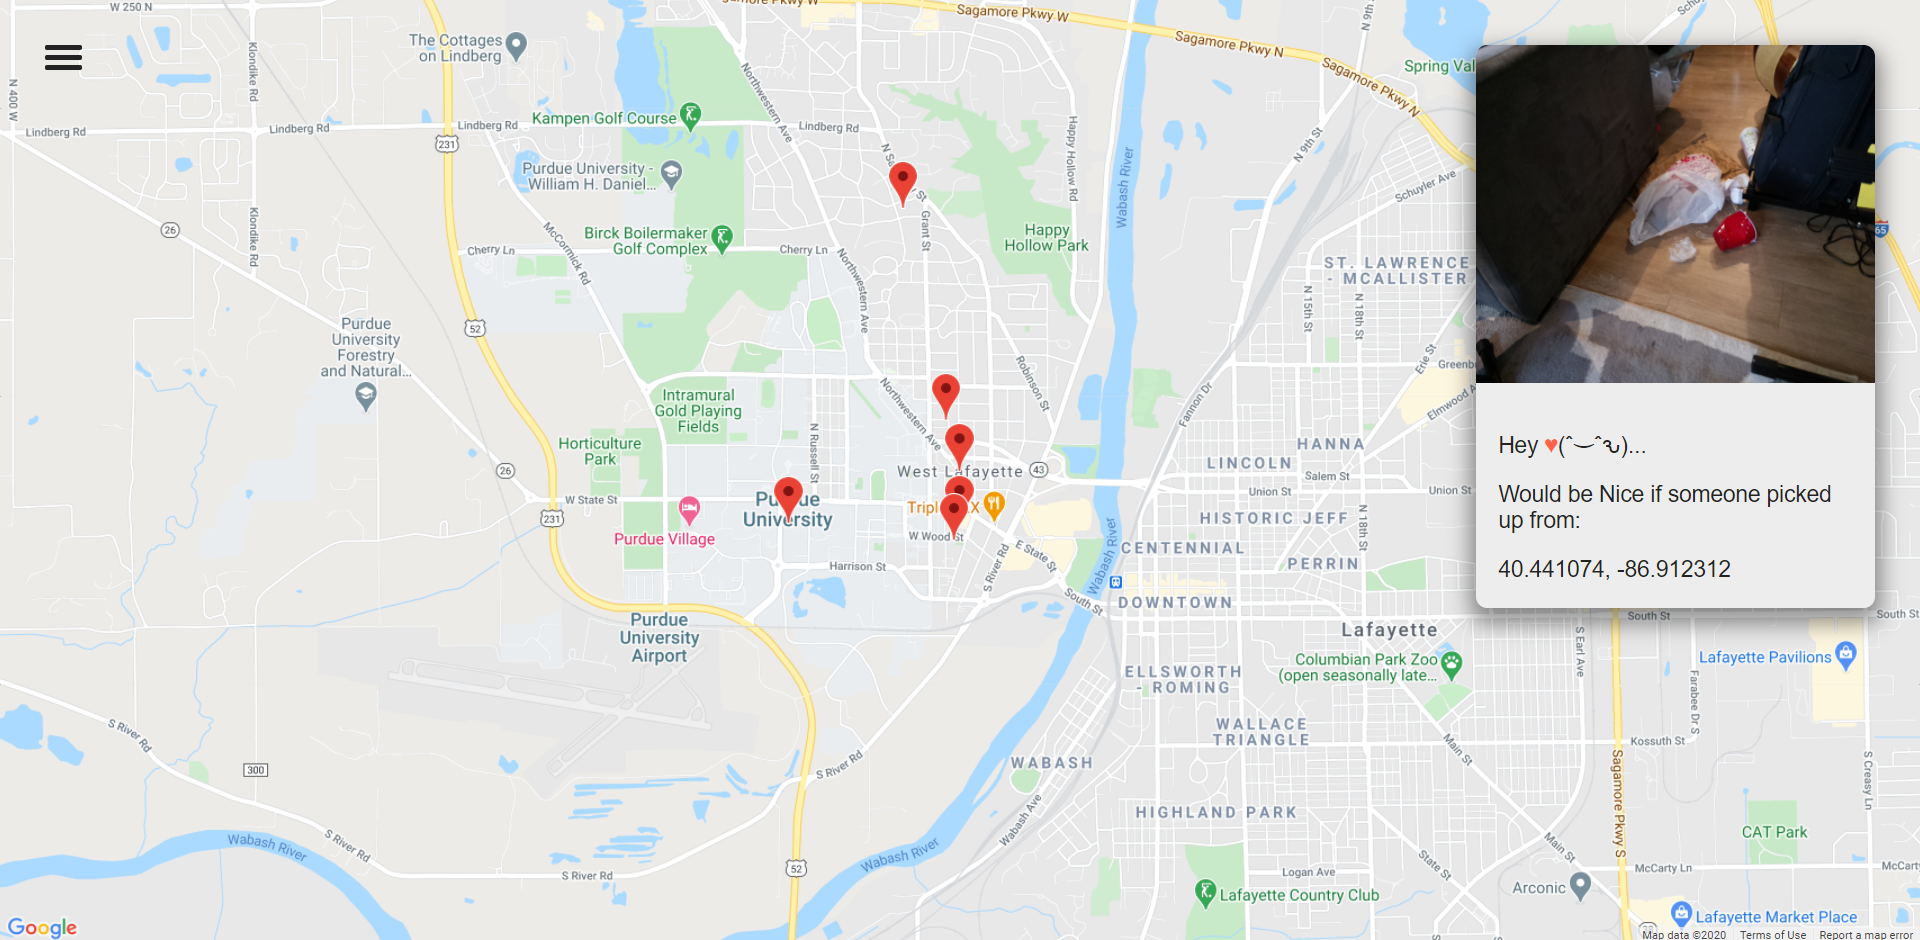 W 250 N
Sagamore Pkwy W
Sagamore Pkwy W
Sagamore Pkwy N
Sagamore Pkwy N
N 9th St
The Cottages
on Lindberg
Klondike Rd
N 400 W
Spring Val
Lindberg Rd
Lindberg Rd
Lindberg Rd
Lindberg Rd
Kampen Golf Course
Northwestern Ave
Happy Hollow Rd
N 9th St
231
Purdue University -
William H. Daniel...
Wabash River
Schuyler Ave
26
Klondike Rd
McCormick Rd
Grant St
Birck Boilermaker
Golf Complex
Cherry Ln
Cherry Ln
Happy
Hollow Park
65
ST. LAWRENCE
- MCALLISTER
Northwestern Ave
N 15th St
N 18th St
52
Purdue
University
Forestry
and Natural...
Robinson St
Erie St
Greenb
Fannon Dr
Elmwood A
Intramural
Gold Playing
Fields
Northwestern Ave
N Russell St
Horticulture
Park
HANNA
LINCOLN
26
West Lafayette
43
Salem St
Union St
Union St
W State St
Purdue
University
Tripl
X
231
HISTORIC JEFF
N 18th St
Purdue Village
W Wood St
E State St
CENTENNIAL
Wabash River
PERRIN
Harrison St
S River Rd
South St
DOWNTOWN
Hey ♥(ˆ⌣ˆԅ)...
Would be Nice if someone picked
up from:
40.441074, -86.912312
South St
South St
Purdue
University
Airport
Lafayette
S Earl Ave
Columbian Park Zoo
(open seasonally late...
Lafayette Pavilions
ELLSWORTH
- ROMING
Farabee Dr S
S River Rd
WALLACE
TRIANGLE
Main St
Kossuth St
300
S River Rd
WABASH
Sagamore Pkwy S
S Creasy Ln
Wabash Ave
HIGHLAND PARK
CAT Park
Wabash River
S River Rd
Wabash River
Main St
State St
52
S River Rd
Logan Ave
McCarty Ln
McCart
Lafayette Country Club
Arconic
Lafayette Market Place
Google
Map data ©2020
Terms of Use
Report a map error